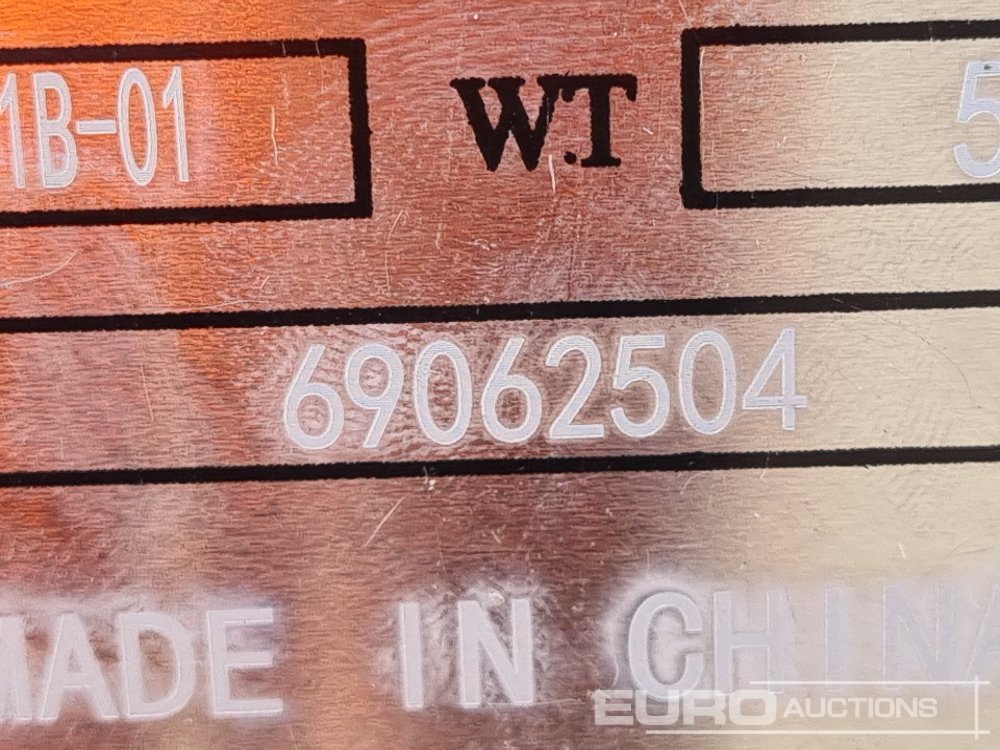 1B-01 W.T 5
69062504
MADE IN CHINA
EURO AUCTIONS